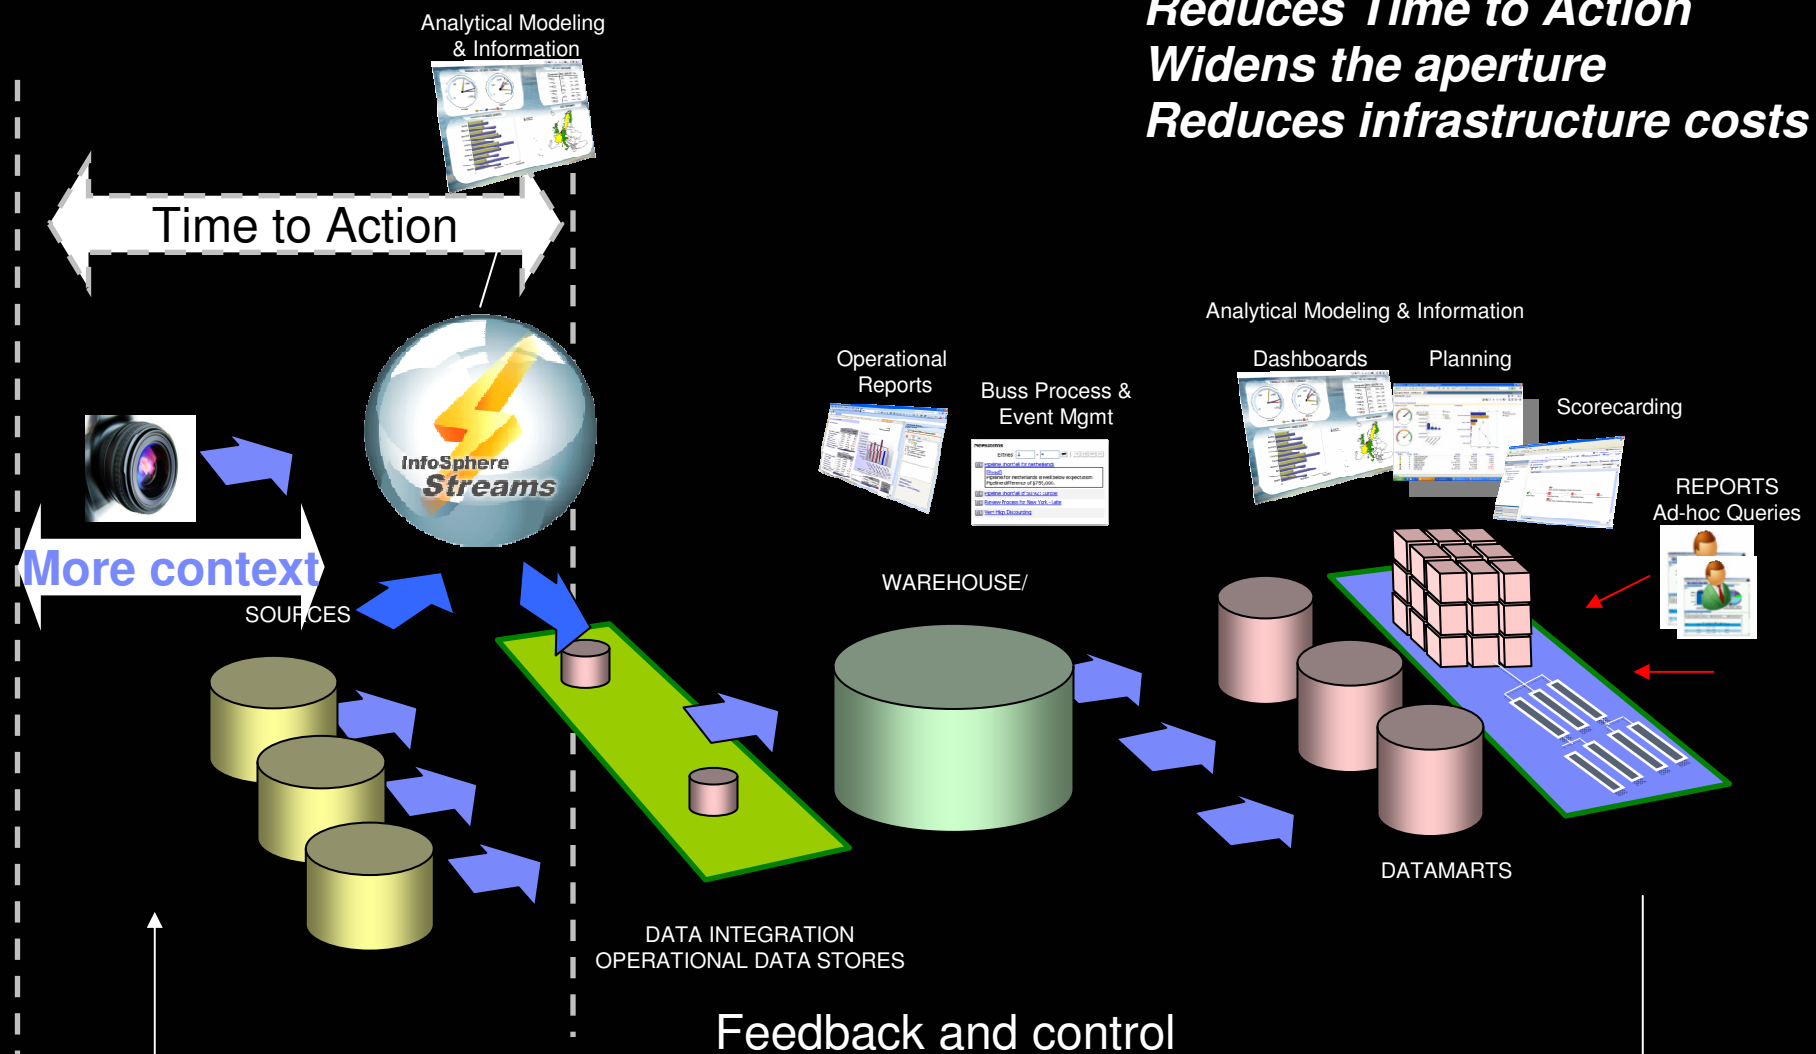 Analytical Modeling
& Information
Reduces Time to Action
Widens the aperture
Reduces infrastructure costs
Time to Action
Analytical Modeling & Information
Operational
Reports
Buss Process &
Event Mgmt
Dashboards
Planning
Scorecarding
InfoSphere
Streams
REPORTS
Ad-hoc Queries
More context
SOURCES
WAREHOUSE/
DATAMARTS
DATA INTEGRATION
OPERATIONAL DATA STORES
Feedback and control